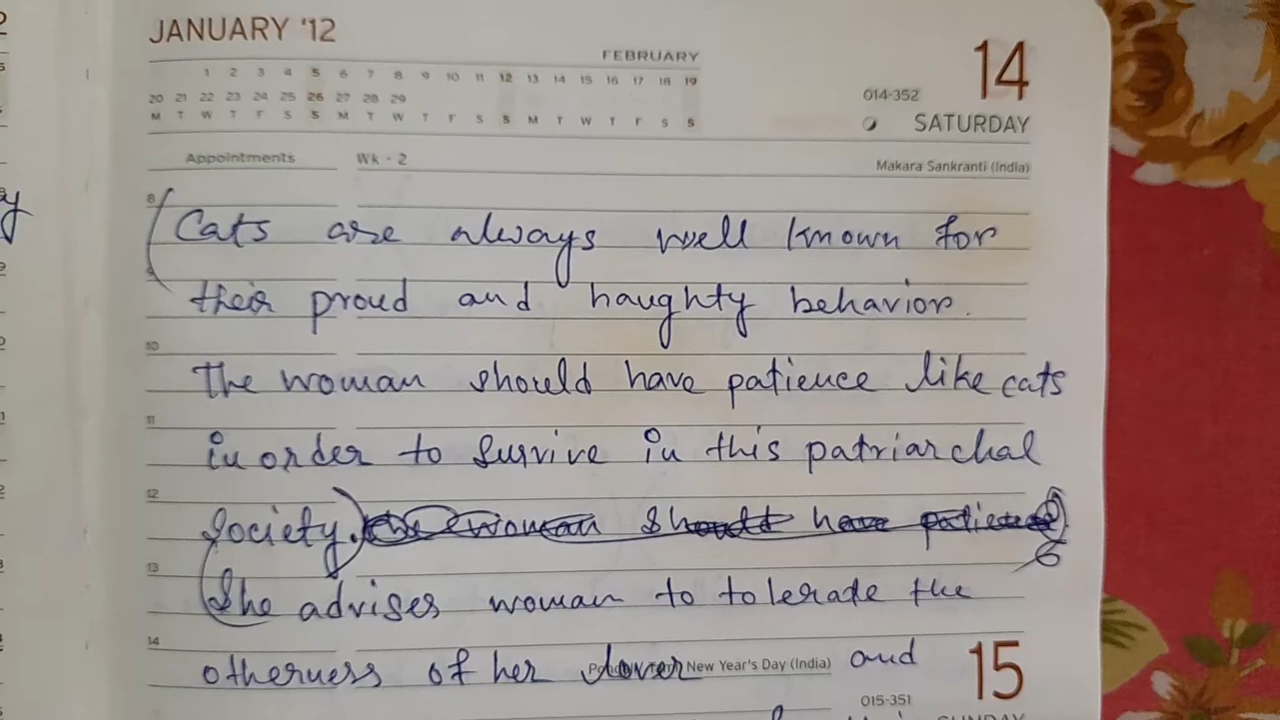 JANUARY '12
FEBRUARY
14
1 2 3 4 5 6 7 8 9 10 11 12 13 14 15 16 17 18 19
014-352
20 21 22 23 24 25 26 27 28 29
M T W T F S S M T W T F S S M T W T F S S
SATURDAY
Appointments Wk - 2
Makara Sankranti (India)
8
Cats are always well known for
9
their proud and haughty behavior.
10
The woman should have patience like cats
11
in order to survive in this patriarchal
12
Society. woman should have
13
She advises woman to tolerate the
14
New Year's Day (India)
otherness of her lover and
15
015-351
SUNDAY